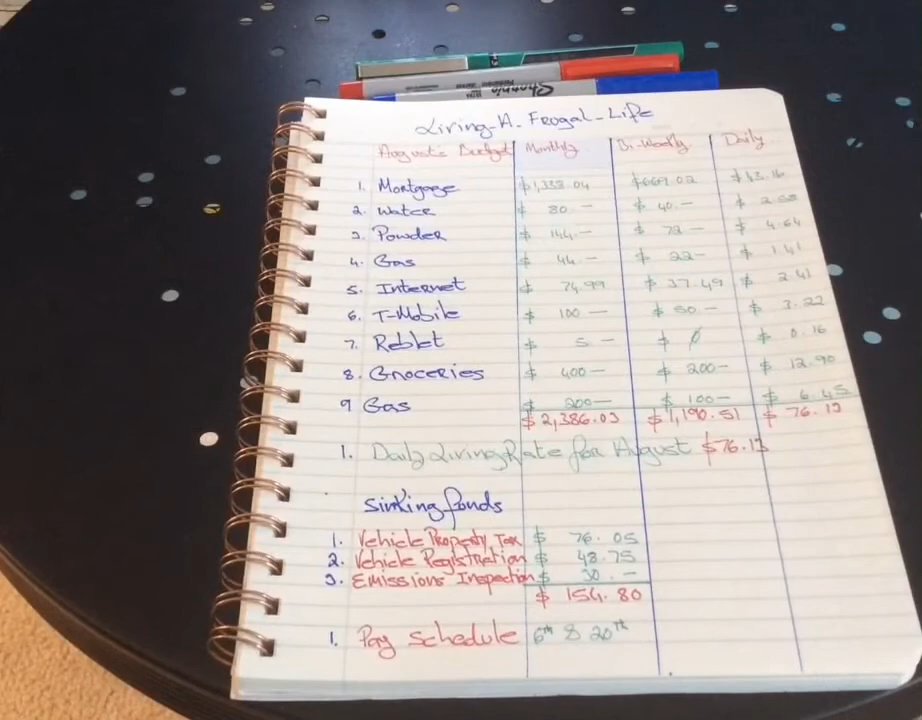 Sharpie
Living-A-Frugal-Life
August's Budget Monthly Bi-Weekly Daily
1. Mortgage $1,338.04 $669.02 $43.16
2. Water $ 80.- $ 40.- $ 2.58
3. Powder $ 144.- $ 72- $ 4.64
4. Gas $ 44.- $ 22- $ 1.41
5. Internet $ 74.99 $ 37.49 $ 2.41
6. T-Mobile $ 100- $ 50- $ 3.22
7. Reblet $ 5- $ 0 $ 0.16
8. Groceries $ 400- $ 200- $ 12.90
9 Gas $ 200- $ 100- $ 6.45
$2,386.03 $1,190.51 $ 76.13
1. Daily Living Rate for August $76.13
Sinking funds
1. Vehicle Property Tax $ 76.05
2. Vehicle Registration $ 48.75
3. Emissions Inspection $ 30.-
$ 154.80
1. Pay Schedule 6th & 20th